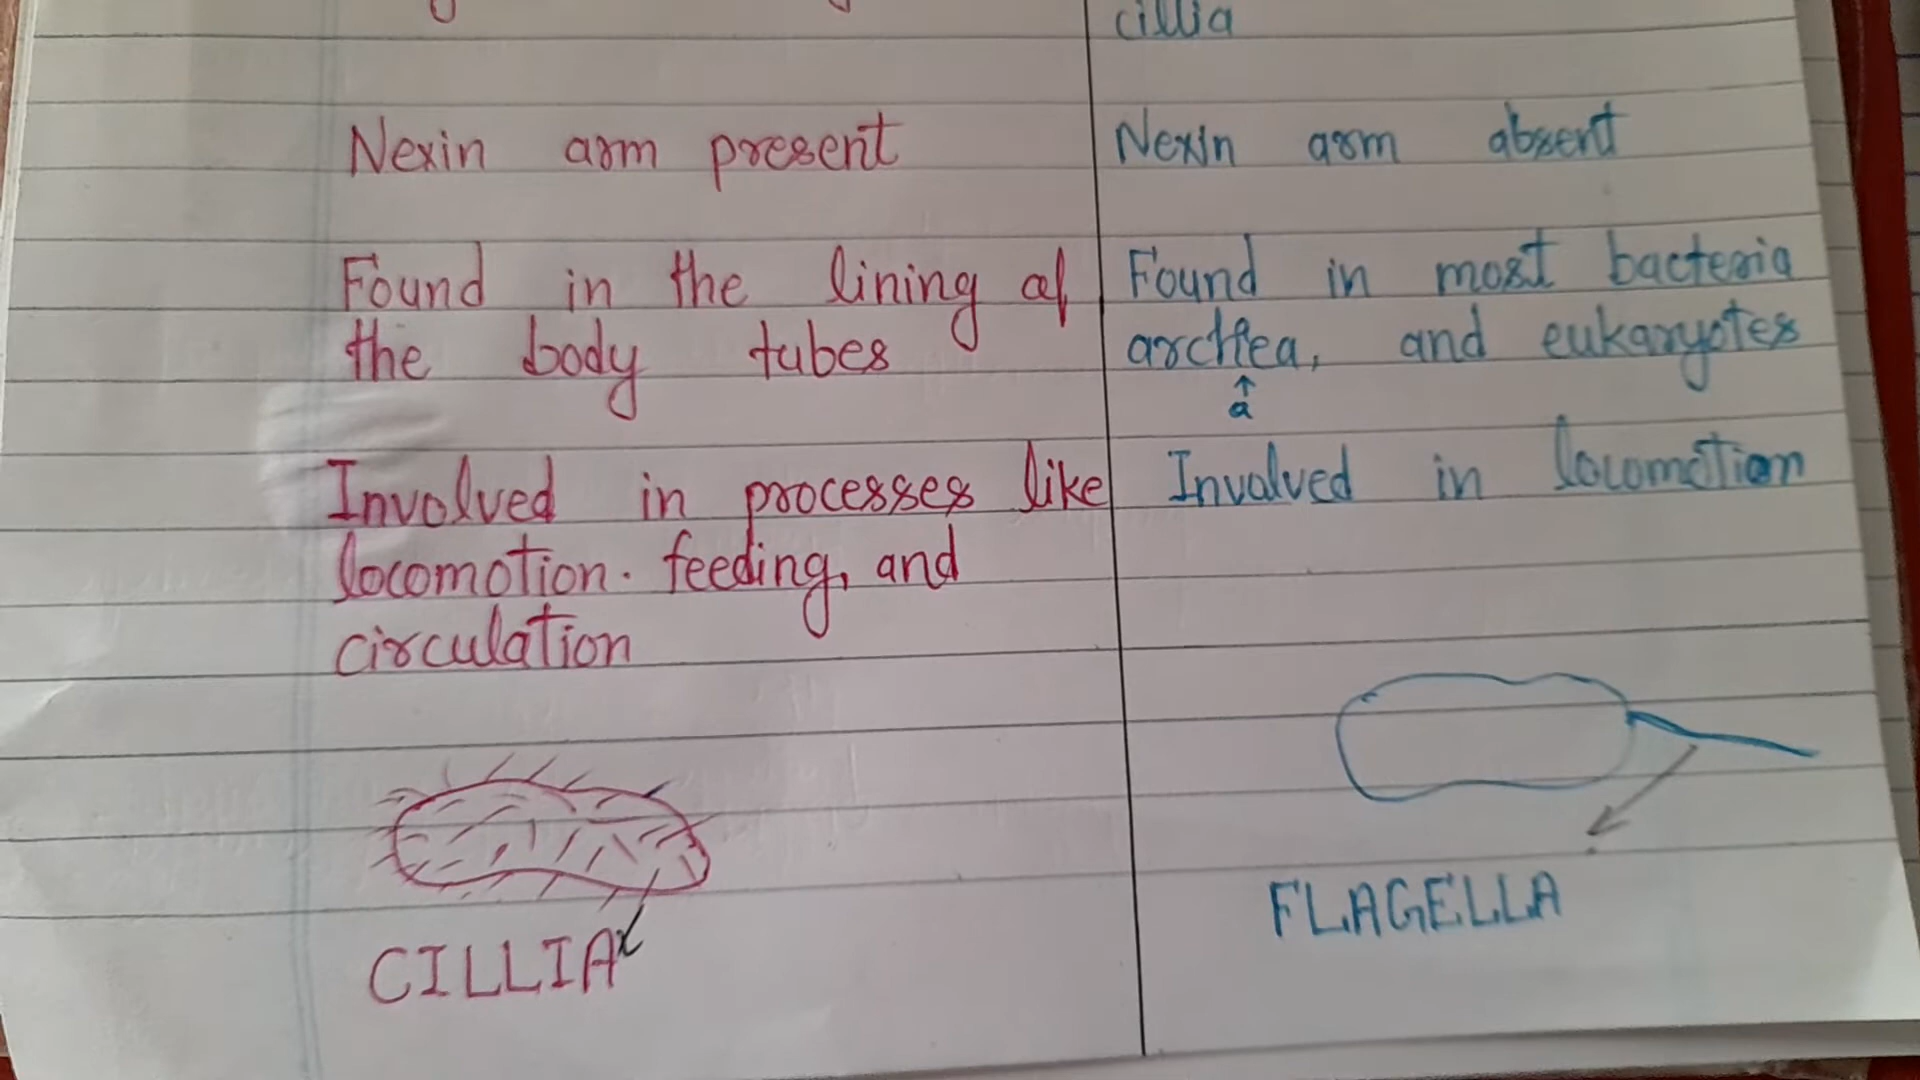 cillia
Nexin arm present
Nexin arm absent
Found in the lining of
the body tubes
Found in most bacteria
archea, and eukaryotes
a
Involved in processes like
locomotion. feeding, and
circulation
Involved in locomotion
CILLIA
FLAGELLA